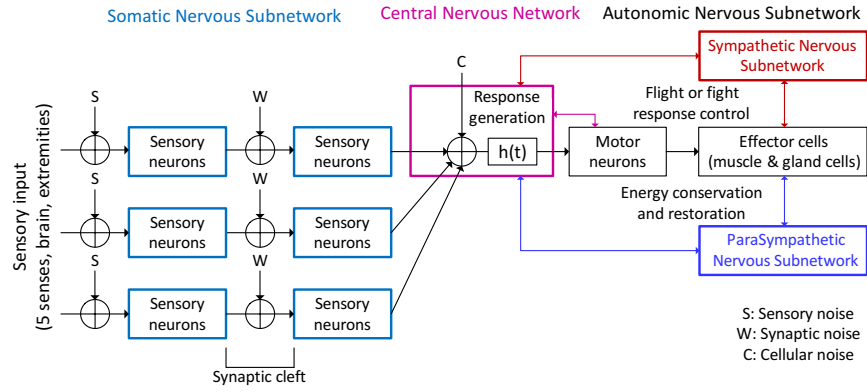 Somatic Nervous Subnetwork
Central Nervous Network
Autonomic Nervous Subnetwork
Sensory input
(5 senses, brain, extremities)
S
W
C
Sensory
neurons
Sensory
neurons
S
W
Sensory
neurons
Sensory
neurons
S
W
Sensory
neurons
Sensory
neurons
Synaptic cleft
Response
generation
h(t)
Motor
neurons
Sympathetic Nervous
Subnetwork
Flight or fight
response control
Effector cells
(muscle & gland cells)
Energy conservation
and restoration
ParaSympathetic
Nervous Subnetwork
S: Sensory noise
W: Synaptic noise
C: Cellular noise